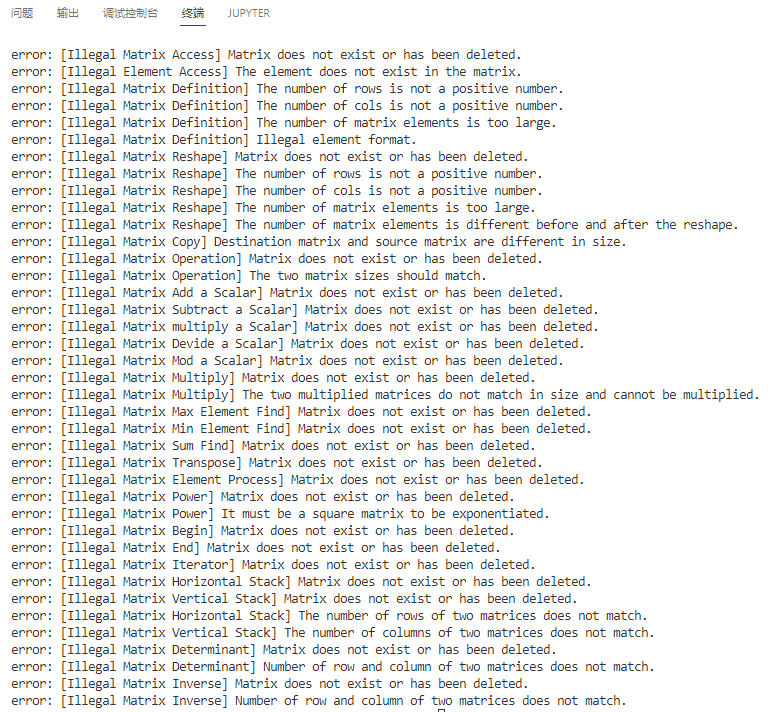 问题 输出 调试控制台 终端 JUPYTER
error: [Illegal Matrix Access] Matrix does not exist or has been deleted.
error: [Illegal Element Access] The element does not exist in the matrix.
error: [Illegal Matrix Definition] The number of rows is not a positive number.
error: [Illegal Matrix Definition] The number of cols is not a positive number.
error: [Illegal Matrix Definition] The number of matrix elements is too large.
error: [Illegal Matrix Definition] Illegal element format.
error: [Illegal Matrix Reshape] Matrix does not exist or has been deleted.
error: [Illegal Matrix Reshape] The number of rows is not a positive number.
error: [Illegal Matrix Reshape] The number of cols is not a positive number.
error: [Illegal Matrix Reshape] The number of matrix elements is too large.
error: [Illegal Matrix Reshape] The number of matrix elements is different before and after the reshape.
error: [Illegal Matrix Copy] Destination matrix and source matrix are different in size.
error: [Illegal Matrix Operation] Matrix does not exist or has been deleted.
error: [Illegal Matrix Operation] The two matrix sizes should match.
error: [Illegal Matrix Add a Scalar] Matrix does not exist or has been deleted.
error: [Illegal Matrix Subtract a Scalar] Matrix does not exist or has been deleted.
error: [Illegal Matrix multiply a Scalar] Matrix does not exist or has been deleted.
error: [Illegal Matrix Devide a Scalar] Matrix does not exist or has been deleted.
error: [Illegal Matrix Mod a Scalar] Matrix does not exist or has been deleted.
error: [Illegal Matrix Multiply] Matrix does not exist or has been deleted.
error: [Illegal Matrix Multiply] The two multiplied matrices do not match in size and cannot be multiplied.
error: [Illegal Matrix Max Element Find] Matrix does not exist or has been deleted.
error: [Illegal Matrix Min Element Find] Matrix does not exist or has been deleted.
error: [Illegal Matrix Sum Find] Matrix does not exist or has been deleted.
error: [Illegal Matrix Transpose] Matrix does not exist or has been deleted.
error: [Illegal Matrix Element Process] Matrix does not exist or has been deleted.
error: [Illegal Matrix Power] Matrix does not exist or has been deleted.
error: [Illegal Matrix Power] It must be a square matrix to be exponentiated.
error: [Illegal Matrix Begin] Matrix does not exist or has been deleted.
error: [Illegal Matrix End] Matrix does not exist or has been deleted.
error: [Illegal Matrix Iterator] Matrix does not exist or has been deleted.
error: [Illegal Matrix Horizontal Stack] Matrix does not exist or has been deleted.
error: [Illegal Matrix Vertical Stack] Matrix does not exist or has been deleted.
error: [Illegal Matrix Horizontal Stack] The number of rows of two matrices does not match.
error: [Illegal Matrix Vertical Stack] The number of columns of two matrices does not match.
error: [Illegal Matrix Determinant] Matrix does not exist or has been deleted.
error: [Illegal Matrix Determinant] Number of row and column of two matrices does not match.
error: [Illegal Matrix Inverse] Matrix does not exist or has been deleted.
error: [Illegal Matrix Inverse] Number of row and column of two matrices does not match.